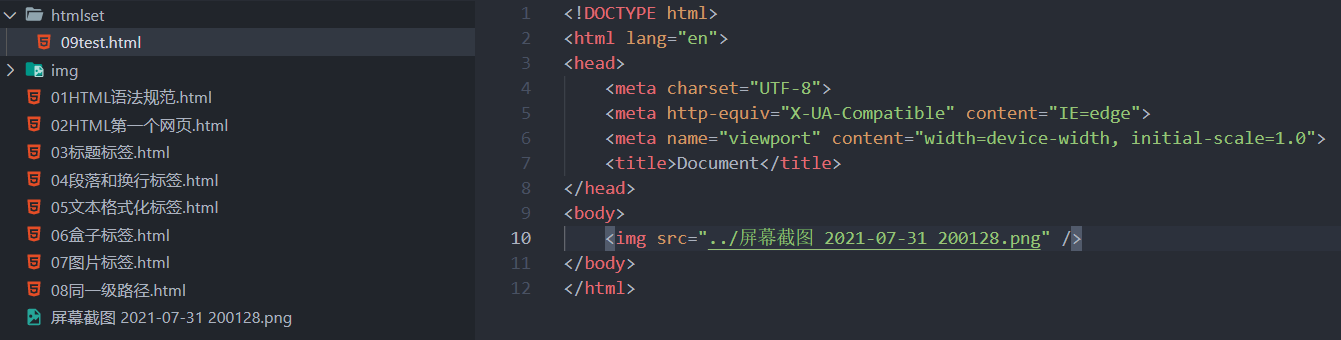 htmlset
09test.html
img
01HTML语法规范.html
02HTML第一个网页.html
03标题标签.html
04段落和换行标签.html
05文本格式化标签.html
06盒子标签.html
07图片标签.html
08同一级路径.html
屏幕截图 2021-07-31 200128.png
1 <!DOCTYPE html>
2 <html lang="en">
3 <head>
4     <meta charset="UTF-8">
5     <meta http-equiv="X-UA-Compatible" content="IE=edge">
6     <meta name="viewport" content="width=device-width, initial-scale=1.0">
7     <title>Document</title>
8 </head>
9 <body>
10     <img src="../屏幕截图 2021-07-31 200128.png" />
11 </body>
12 </html>